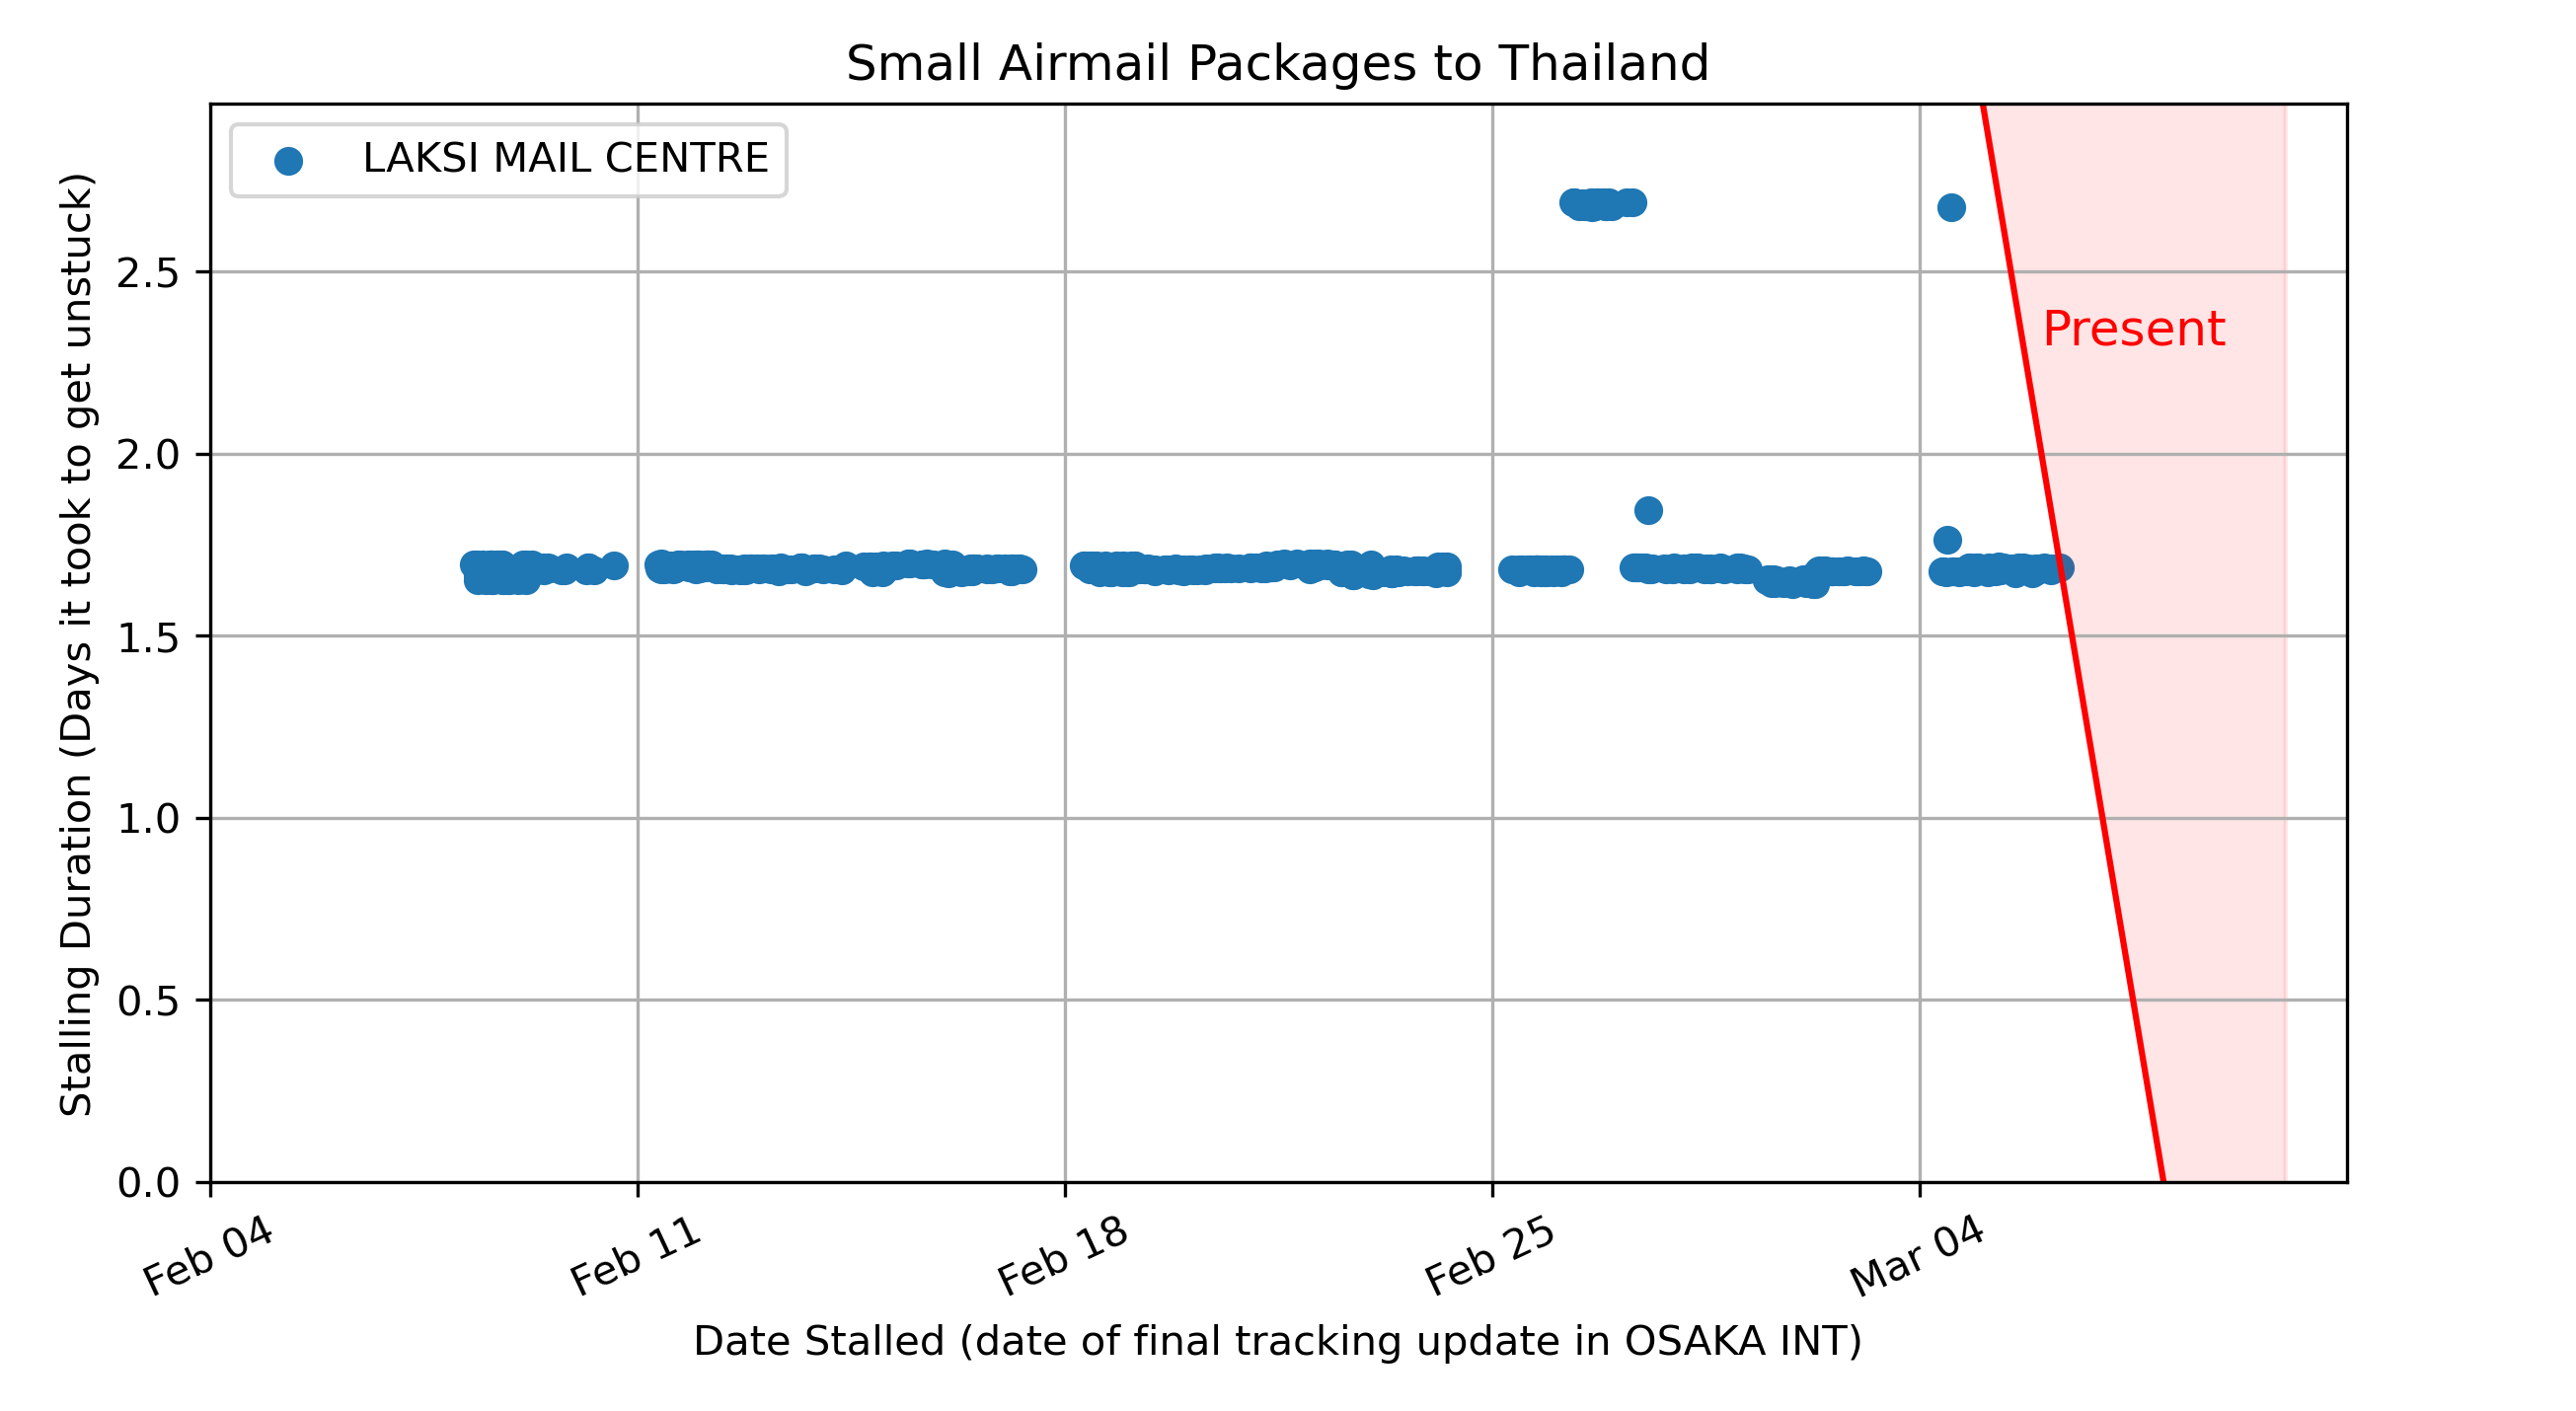 Small Airmail Packages to Thailand
LAKSI MAIL CENTRE
Present
Stalling Duration (Days it took to get unstuck)
2.5
2.0
1.5
1.0
0.5
0.0
Feb 04
Feb 11
Feb 18
Feb 25
Mar 04
Date Stalled (date of final tracking update in OSAKA INT)